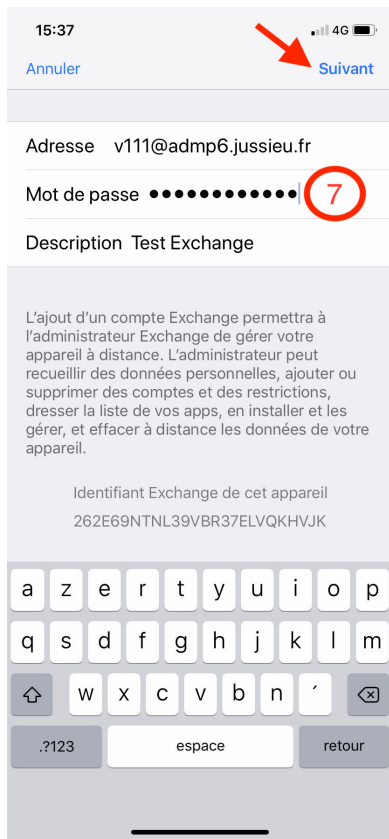 15:37 4G
Annuler Suivant
Adresse v111@admp6.jussieu.fr
Mot de passe ●●●●●●●●●●●● 7
Description Test Exchange
L'ajout d'un compte Exchange permettra à
l'administrateur Exchange de gérer votre
appareil à distance. L'administrateur peut
recueillir des données personnelles, ajouter ou
supprimer des comptes et des restrictions,
dresser la liste de vos apps, en installer et les
gérer, et effacer à distance les données de votre
appareil.
Identifiant Exchange de cet appareil
262E69NTNL39VBR37ELVQKHVJK
a z e r t y u i o p
q s d f g h j k l m
w x c v b n ´
.?123 espace retour